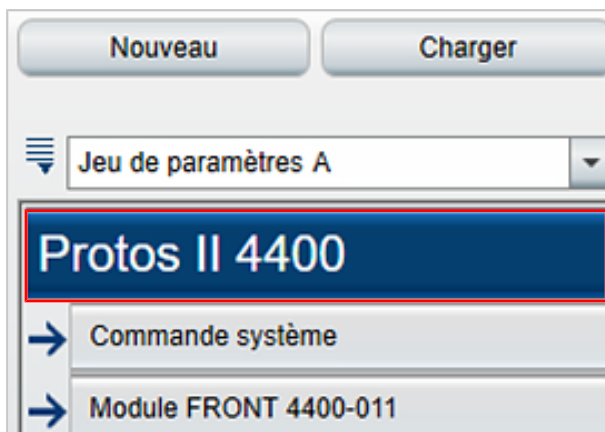 Nouveau Charger
Jeu de paramètres A
Protos II 4400
Commande système
Module FRONT 4400-011